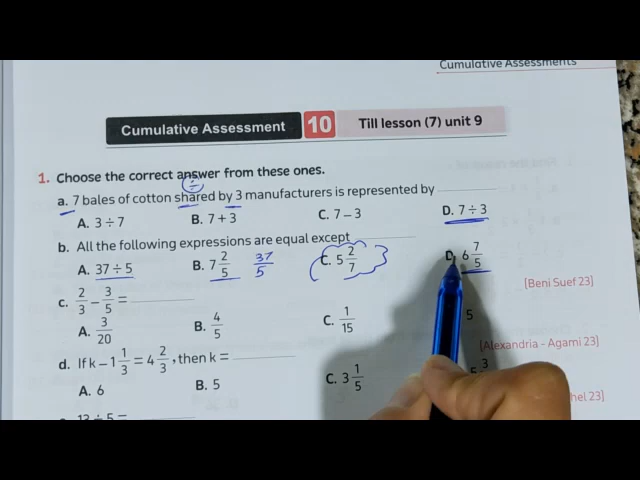 Cumulative Assessments
Cumulative Assessment 10 Till lesson (7) unit 9
1. Choose the correct answer from these ones.
÷
a. 7 bales of cotton shared by 3 manufacturers is represented by
A. 3 ÷ 7 B. 7 + 3 C. 7 – 3 D. 7 ÷ 3
b. All the following expressions are equal except
A. 37 ÷ 5 B. 7 2/5 37/5 C. 5 2/7 D. 6 7/5
[Beni Suef 23]
c. 2/3 – 3/5 =
A. 3/20 B. 4/5 C. 1/15 5
[Alexandria - Agami 23]
d. If k – 1 1/3 = 4 2/3, then k =
A. 6 B. 5 C. 3 1/5 3
23]
13 ÷ 5 =